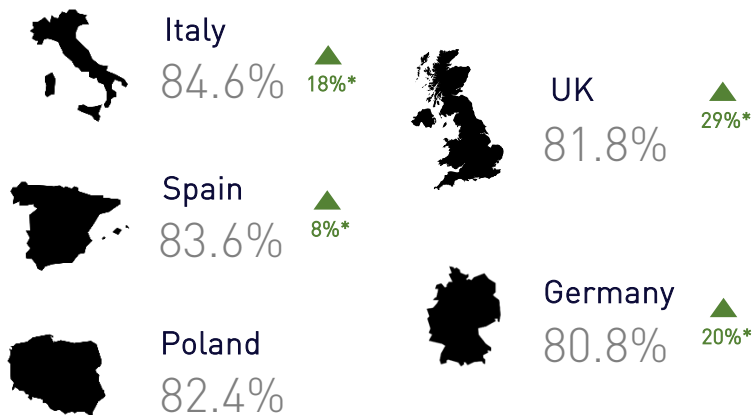 Italy
84.6%
18%*
Spain
83.6%
8%*
Poland
82.4%
UK
81.8%
29%*
Germany
80.8%
20%*